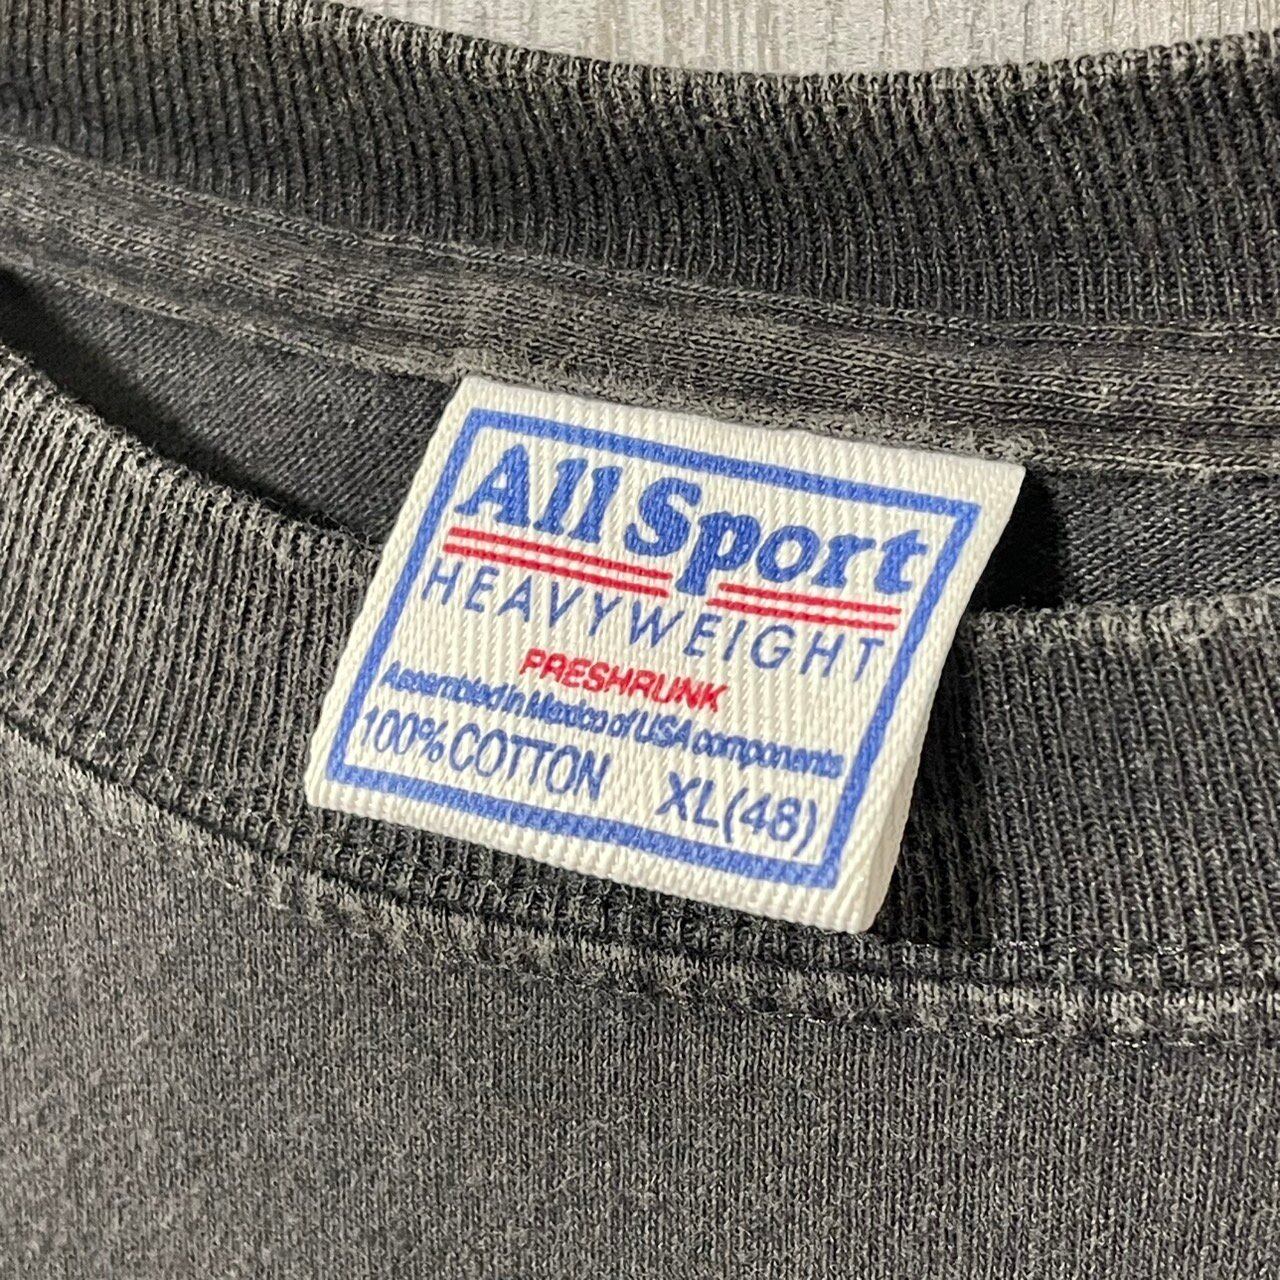 All Sport
HEAVYWEIGHT
PRESHRUNK
Assembled in Mexico of USA components
100% COTTON XL(48)